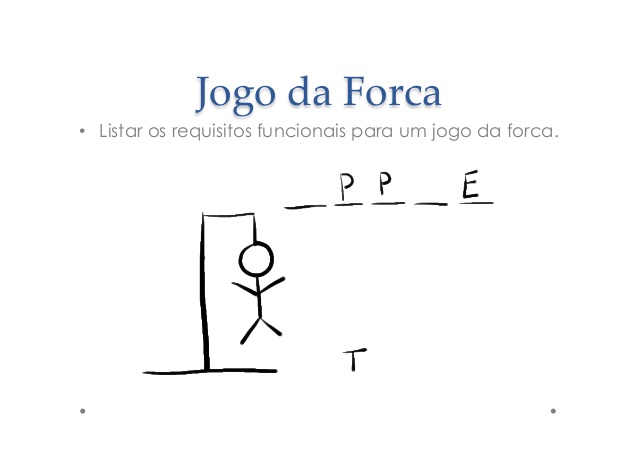 Jogo da Forca
• Listar os requisitos funcionais para um jogo da forca.
_ P P _ E
T